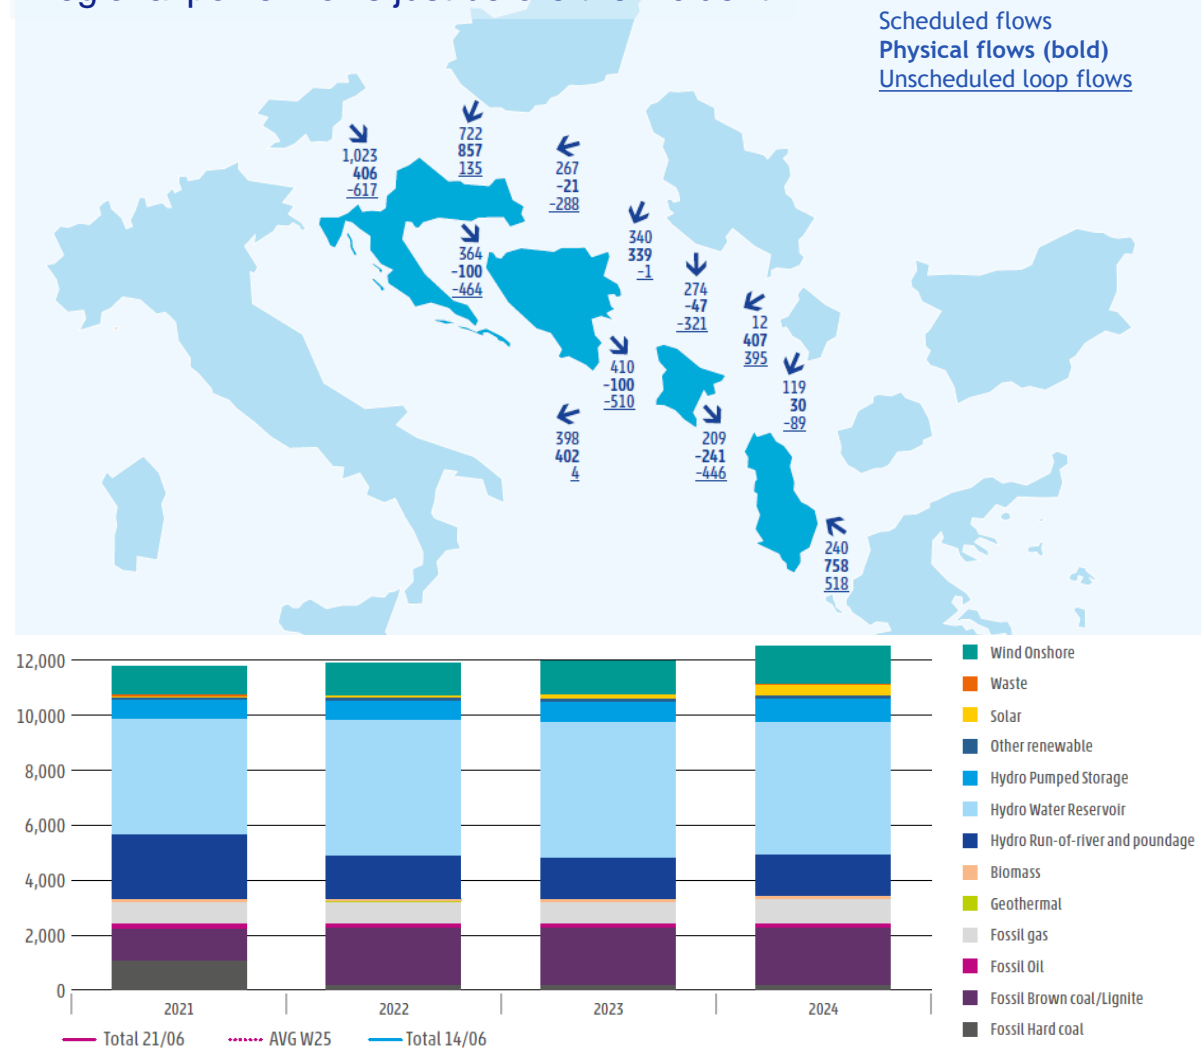 Scheduled flows
Physical flows (bold)
Unscheduled loop flows
722
857
135
1,023
406
-617
267
-21
-288
340
339
-1
364
-100
-464
274
-47
-321
12
407
395
410
-100
-510
119
30
-89
398
402
4
209
-241
-446
240
758
518
12,000
10,000
8,000
6,000
4,000
2,000
0
2021
2022
2023
2024
Wind Onshore
Waste
Solar
Other renewable
Hydro Pumped Storage
Hydro Water Reservoir
Hydro Run-of-river and poundage
Biomass
Geothermal
Fossil gas
Fossil Oil
Fossil Brown coal/Lignite
Fossil Hard coal
Total 21/06
AVG W25
Total 14/06